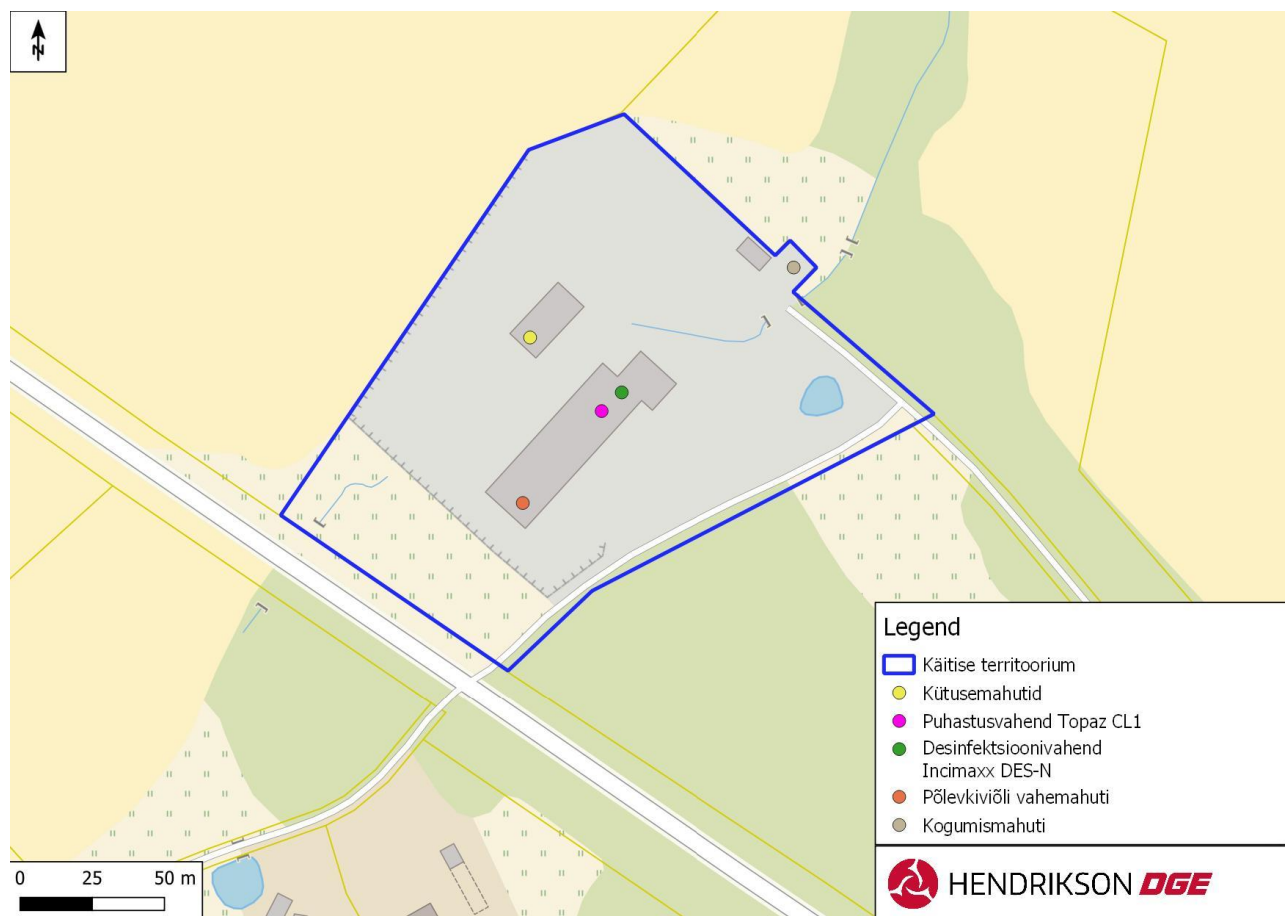 N
Legend
Käitise territoorium
Kütusemahutid
Puhastusvahend Topaz CL1
Desinfektsioonivahend
Incimaxx DES-N
Põlevkiviõli vahemahuti
Kogumismahuti
0 25 50 m
HENDRIKSON DGE